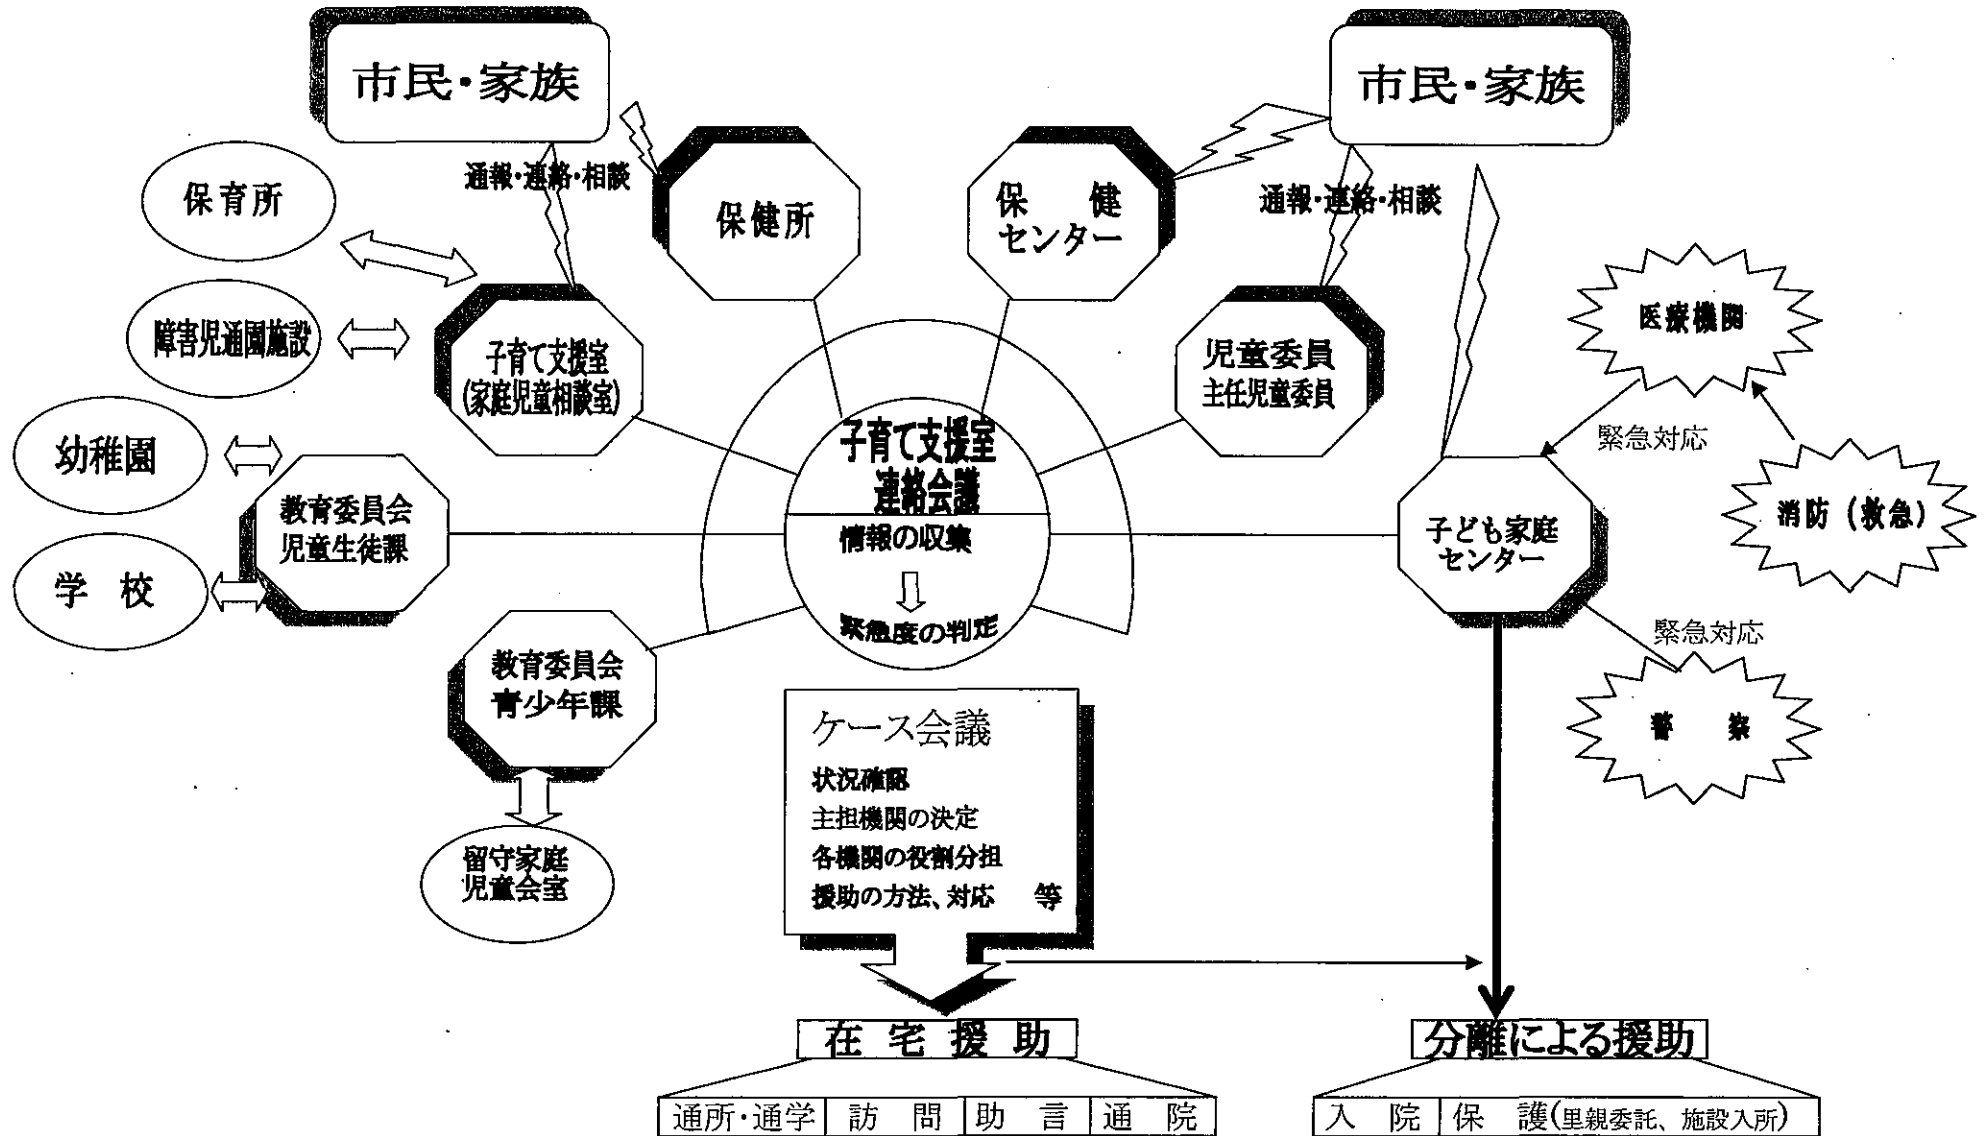 市民・家族
市民・家族
通報・連絡・相談
通報・連絡・相談
保育所
保健所
保　健
センター
障害児通園施設
子育て支援室
(家庭児童相談室)
児童委員
主任児童委員
医療機関
緊急対応
幼稚園
子育て支援室
連絡会議
情報の収集
緊急度の判定
教育委員会
児童生徒課
子ども家庭
センター
消防（救急）
学　校
緊急対応
教育委員会
青少年課
警　察
ケース会議
状況確認
主担機関の決定
各機関の役割分担
援助の方法、対応　等
留守家庭
児童会室
在宅援助
分離による援助
通所・通学
訪　問
助　言
通　院
入　院
保　護(里親委託、施設入所)